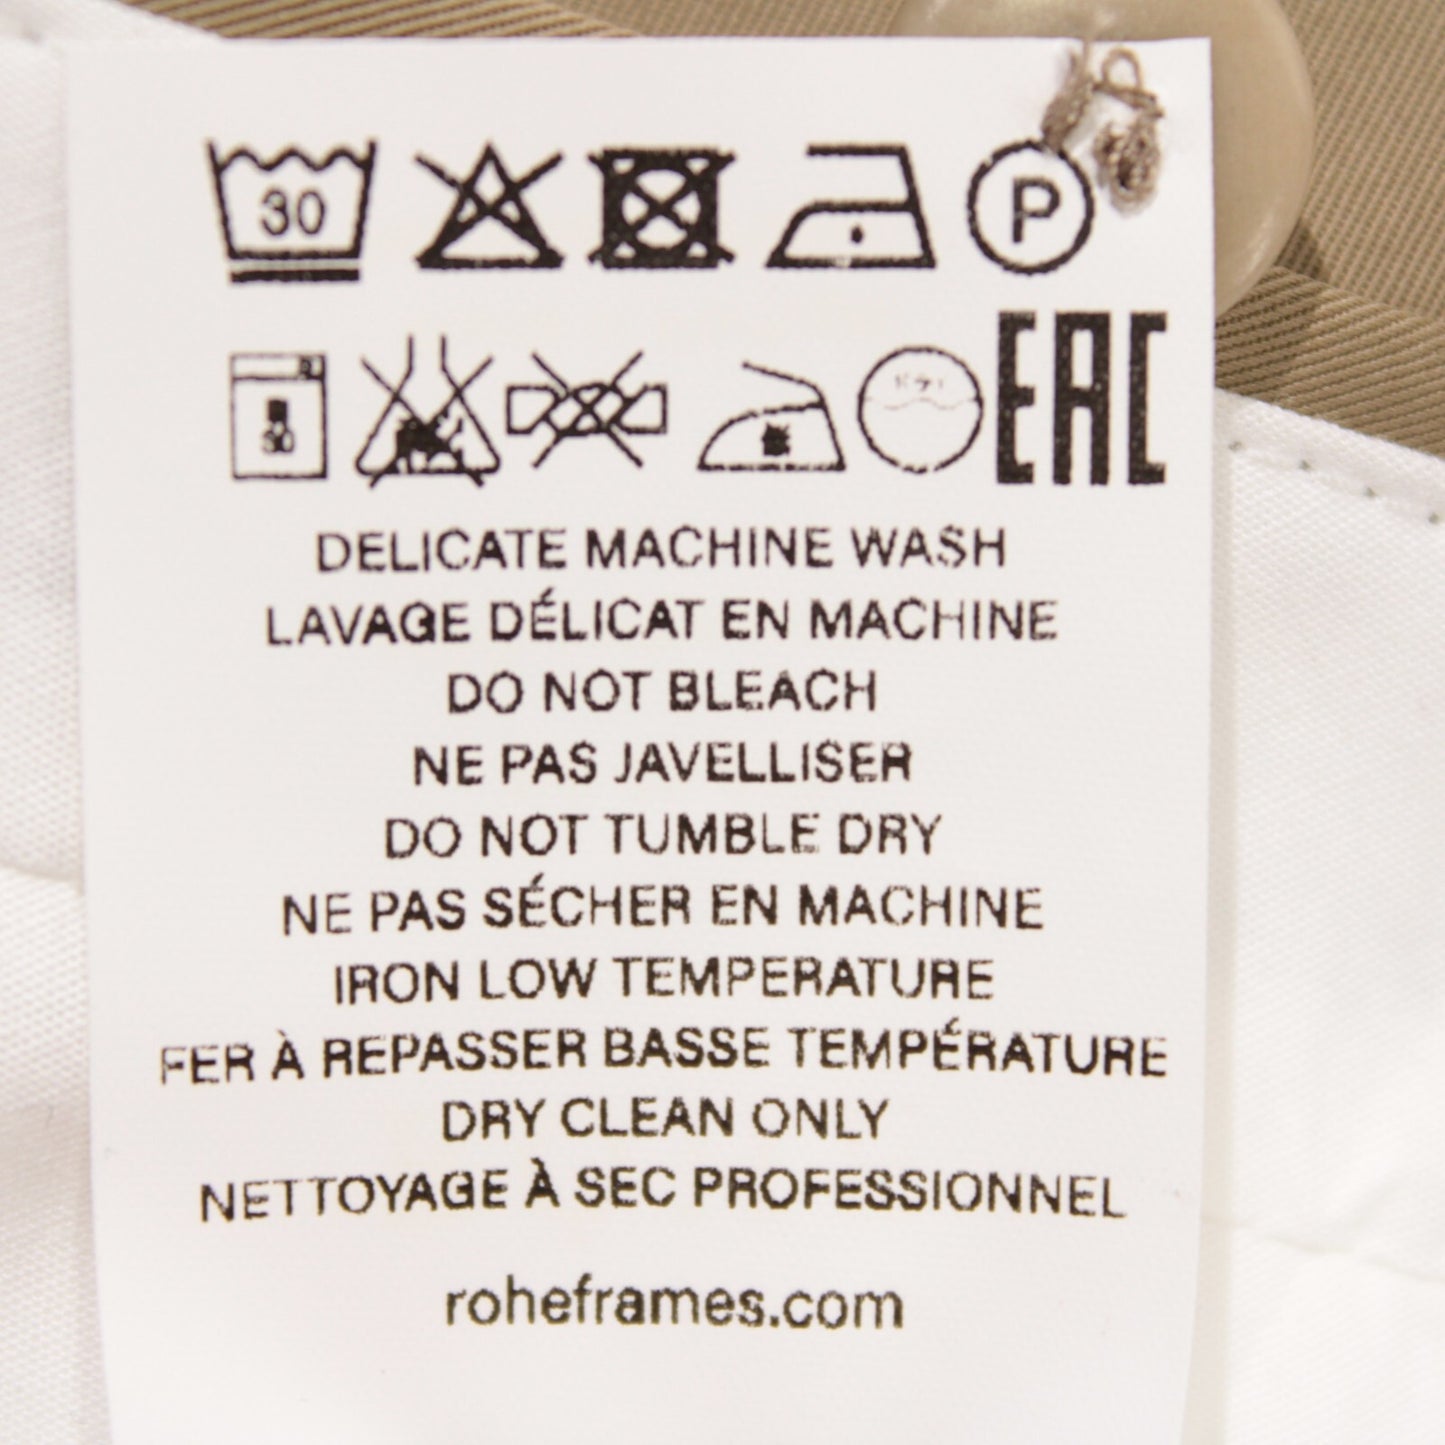 30 P
30 EAC
DELICATE MACHINE WASH
LAVAGE DÉLICAT EN MACHINE
DO NOT BLEACH
NE PAS JAVELLISER
DO NOT TUMBLE DRY
NE PAS SÉCHER EN MACHINE
IRON LOW TEMPERATURE
FER À REPASSER BASSE TEMPÉRATURE
DRY CLEAN ONLY
NETTOYAGE À SEC PROFESSIONNEL
roheframes.com